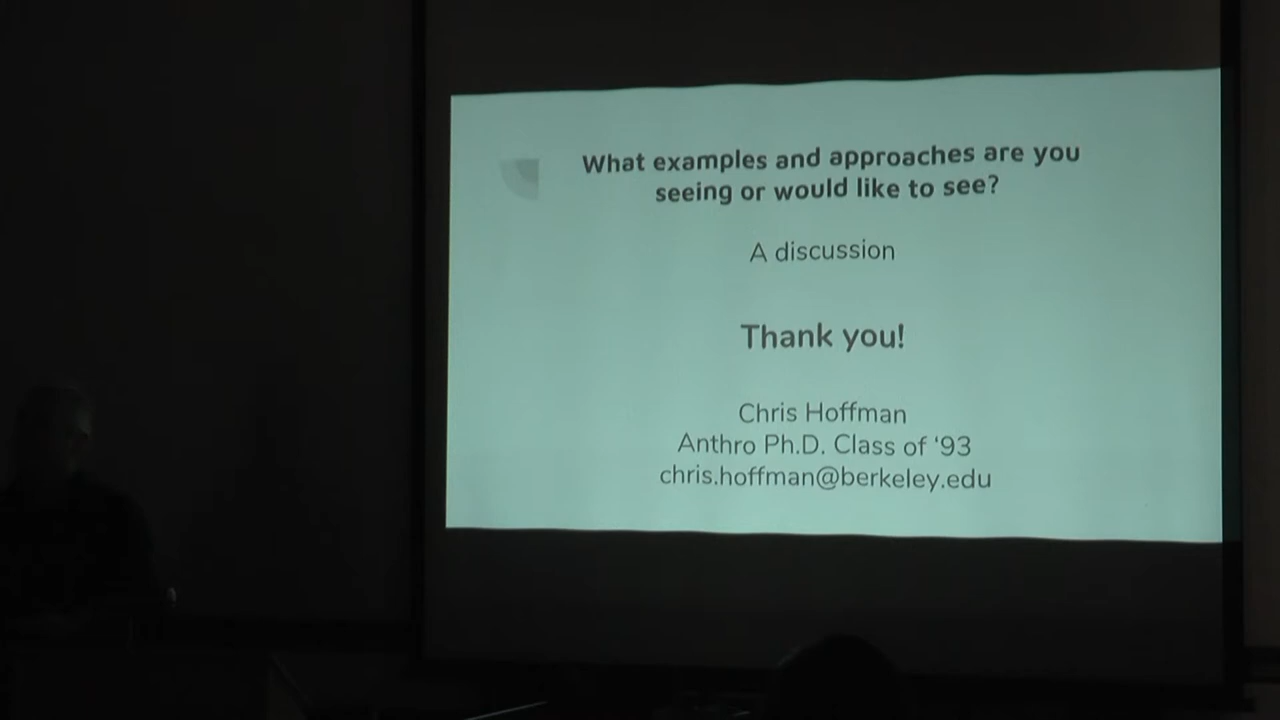 What examples and approaches are you
seeing or would like to see?
A discussion
Thank you!
Chris Hoffman
Anthro Ph.D. Class of ‘93
chris.hoffman@berkeley.edu